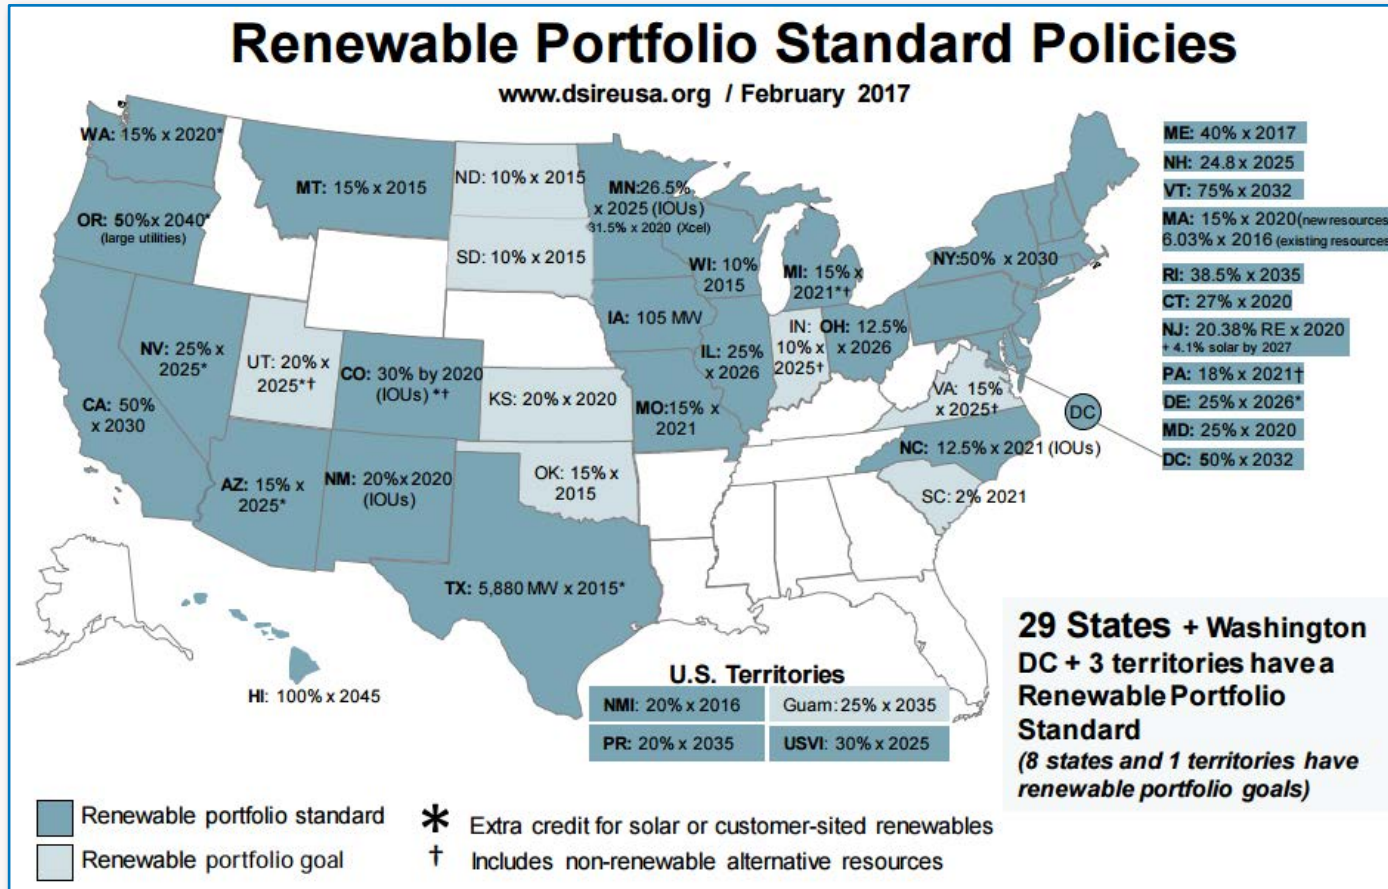 Renewable Portfolio Standard Policies
www.dsireusa.org / February 2017
WA: 15% x 2020*
OR: 50%x 2040*
(large utilities)
CA: 50%
x 2030
NV: 25% x
2025*
AZ: 15% x
2025*
MT: 15% x 2015
UT: 20% x
2025*†
CO: 30% by 2020
(IOUs) *†
NM: 20%x 2020
(IOUs)
ND: 10% x 2015
SD: 10% x 2015
KS: 20% x 2020
OK: 15% x
2015
TX: 5,880 MW x 2015*
MN:26.5%
x 2025 (IOUs)
31.5% x 2020 (Xcel)
IA: 105 MW
MO:15% x
2021
WI: 10%
2015
IL: 25%
x 2026
MI: 15% x
2021*†
IN:
10% x
2025†
OH: 12.5%
x 2026
NY:50% x 2030
VA: 15%
x 2025†
NC: 12.5% x 2021 (IOUs)
SC: 2% 2021
DC
HI: 100% x 2045
ME: 40% x 2017
NH: 24.8 x 2025
VT: 75% x 2032
MA: 15% x 2020(new resources
6.03% x 2016 (existing resources
RI: 38.5% x 2035
CT: 27% x 2020
NJ: 20.38% RE x 2020
+ 4.1% solar by 2027
PA: 18% x 2021†
DE: 25% x 2026*
MD: 25% x 2020
DC: 50% x 2032
U.S. Territories
NMI: 20% x 2016
Guam: 25% x 2035
PR: 20% x 2035
USVI: 30% x 2025
29 States + Washington
DC + 3 territories have a
Renewable Portfolio
Standard
(8 states and 1 territories have
renewable portfolio goals)
Renewable portfolio standard
Renewable portfolio goal
* Extra credit for solar or customer-sited renewables
† Includes non-renewable alternative resources